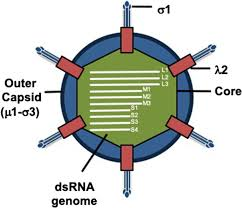 σ1
λ2
Outer
Capsid
(μ1-σ3)
Core
L1
L2
L3
M1
M2
M3
S1
S2
S3
S4
dsRNA
genome